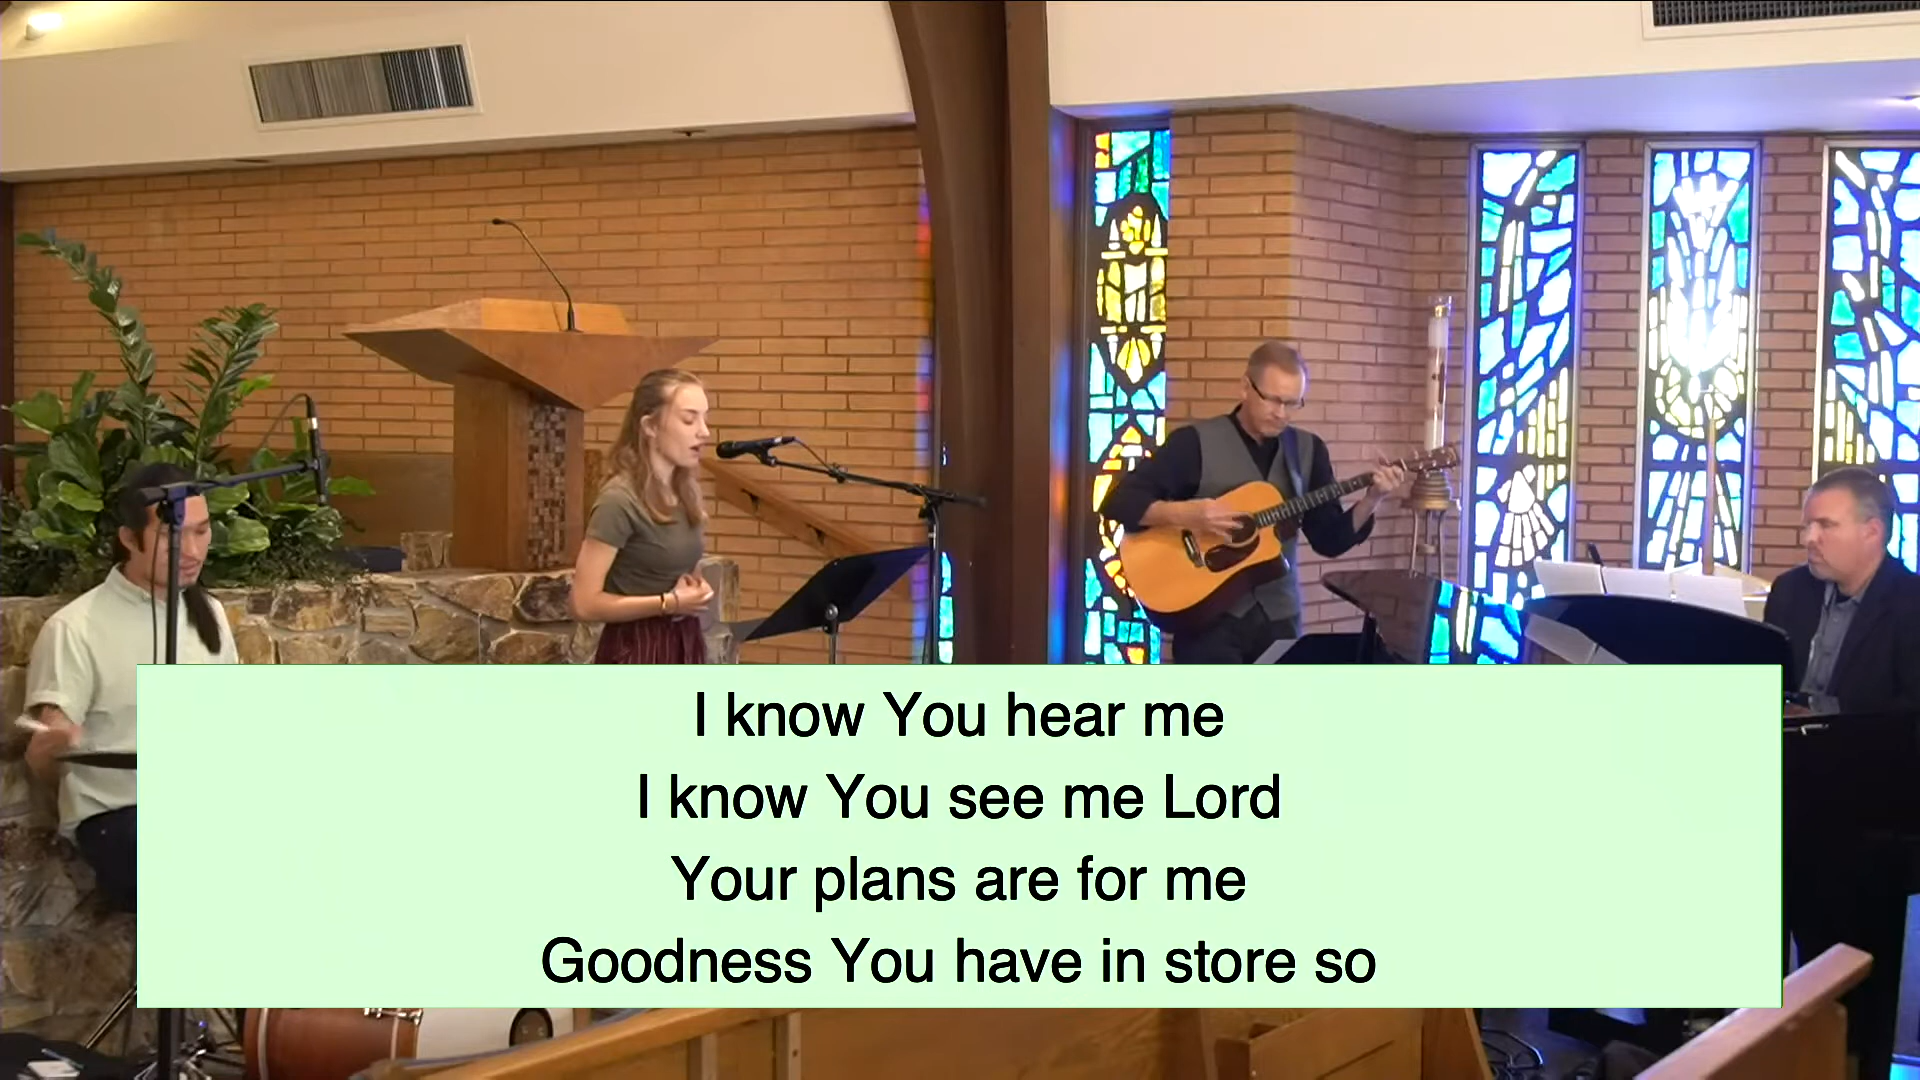 I know You hear me
I know You see me Lord
Your plans are for me
Goodness You have in store so